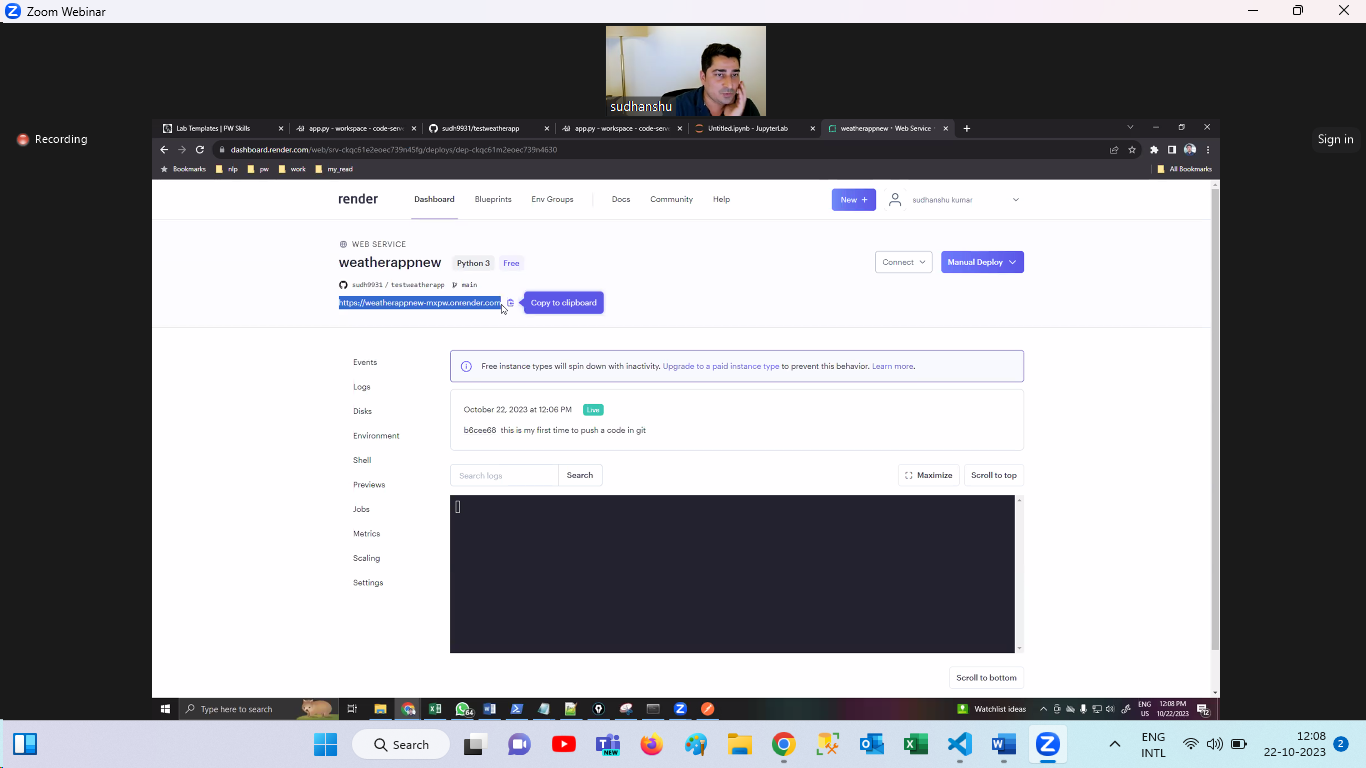 Zoom Webinar
sudhanshu
Recording
Sign in
Lab Templates | PW Skills
app.py - workspace - code-serve
sudh9931/testweatherapp
app.py - workspace - code-serve
Untitled.ipynb - JupyterLab
weatherappnew · Web Service ·
dashboard.render.com/web/srv-ckqc61e2eoec739n45fg/deploys/dep-ckqc61m2eoec739n4630
Bookmarks nlp pw work my_read All Bookmarks
render Dashboard Blueprints Env Groups Docs Community Help New + sudhanshu kumar
WEB SERVICE
weatherappnew Python 3 Free
Connect Manual Deploy
sudh9931 / testweatherapp main
https://weatherappnew-mxpw.onrender.com Copy to clipboard
Events
Logs
Disks
Environment
Shell
Previews
Jobs
Metrics
Scaling
Settings
Free instance types will spin down with inactivity. Upgrade to a paid instance type to prevent this behavior. Learn more.
October 22, 2023 at 12:06 PM Live
b6cee68 this is my first time to push a code in git
Search logs Search Maximize Scroll to top
Scroll to bottom
Type here to search 64 Watchlist ideas ENG US 12:08 PM 10/22/2023 12
Search NEW ENG INTL 12:08 22-10-2023 2